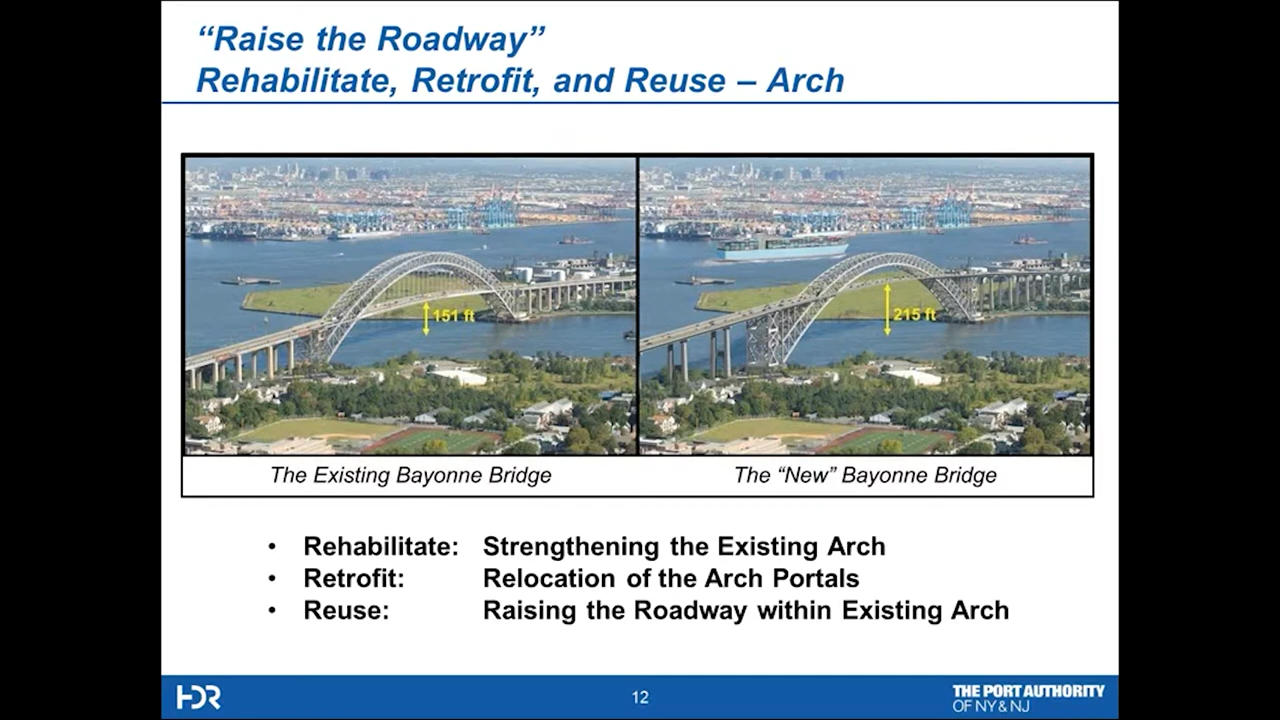 “Raise the Roadway”
Rehabilitate, Retrofit, and Reuse – Arch
151 ft
215 ft
The Existing Bayonne Bridge
The “New” Bayonne Bridge
• Rehabilitate: Strengthening the Existing Arch
• Retrofit: Relocation of the Arch Portals
• Reuse: Raising the Roadway within Existing Arch
HDR
12
THE PORT AUTHORITY
OF NY & NJ